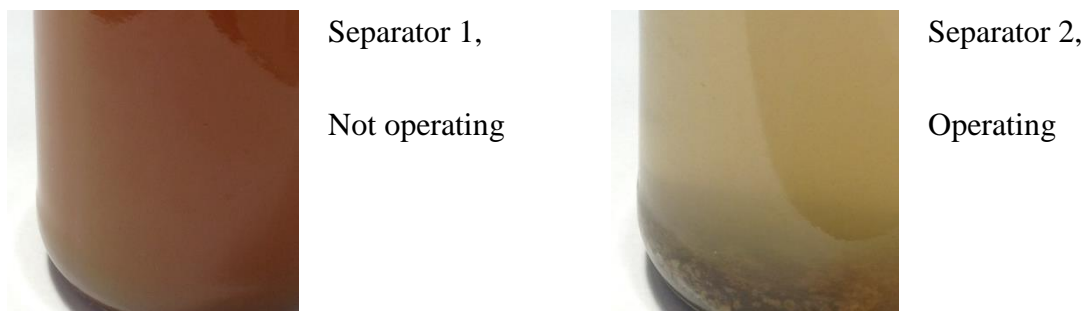 Separator 1,
Not operating
Separator 2,
Operating